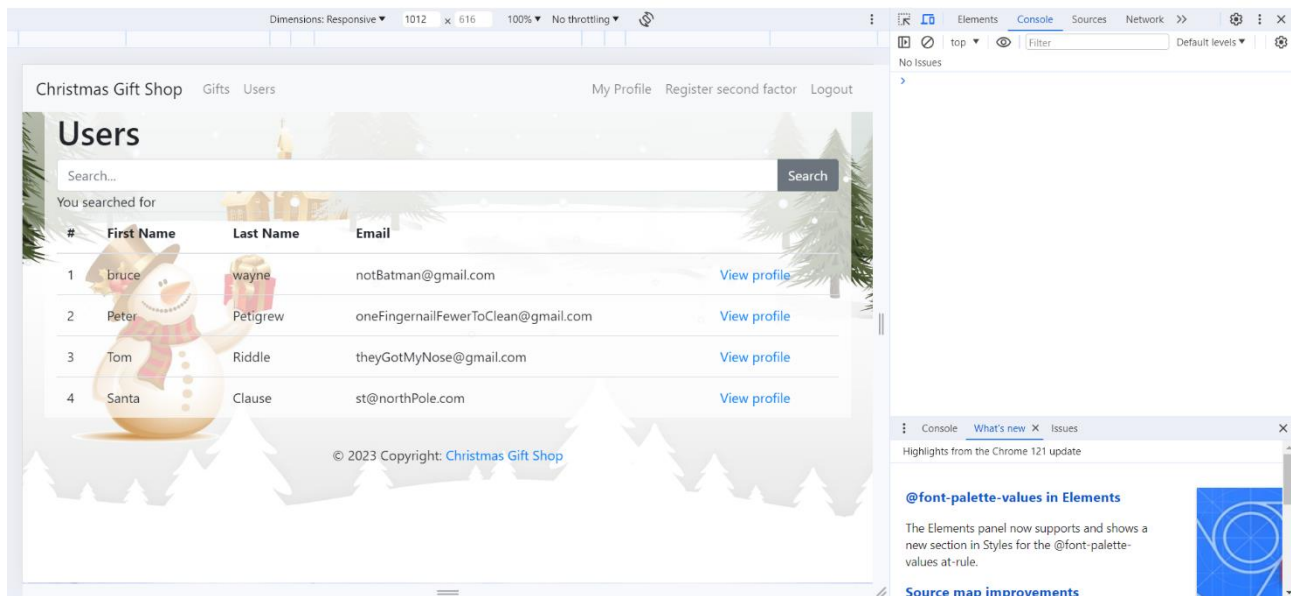 Dimensions: Responsive ▼ 1012 x 616 100% ▼ No throttling ▼
Elements Console Sources Network >>
top ▼ Filter Default levels ▼
No Issues
>
Christmas Gift Shop Gifts Users My Profile Register second factor Logout
Users
Search... Search
You searched for
# First Name Last Name Email
1 bruce wayne notBatman@gmail.com View profile
2 Peter Petigrew oneFingernailFewerToClean@gmail.com View profile
3 Tom Riddle theyGotMyNose@gmail.com View profile
4 Santa Clause st@northPole.com View profile
© 2023 Copyright: Christmas Gift Shop
Console What's new × Issues
Highlights from the Chrome 121 update
@font-palette-values in Elements
The Elements panel now supports and shows a
new section in Styles for the @font-palette-
values at-rule.
Source map improvements